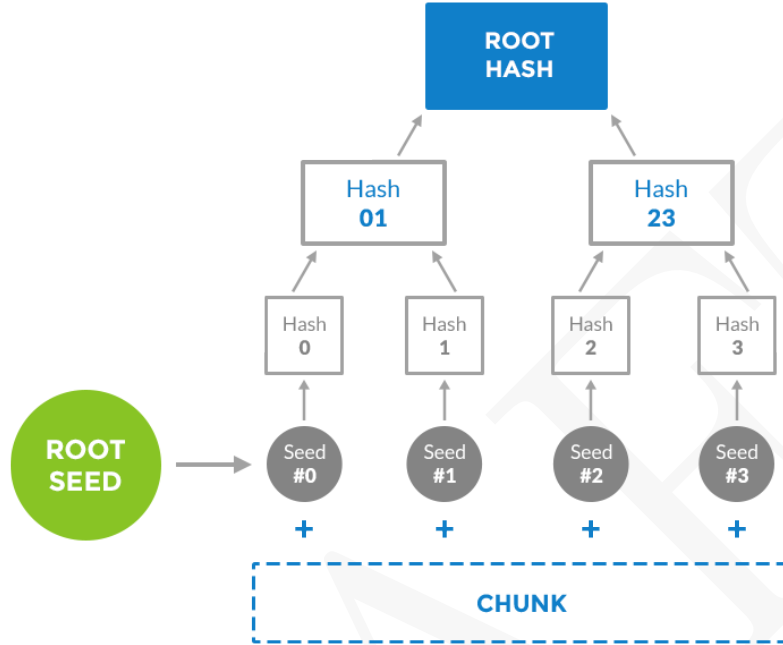 ROOT
HASH
Hash
01
Hash
23
Hash
0
Hash
1
Hash
2
Hash
3
ROOT
SEED
Seed
#0
Seed
#1
Seed
#2
Seed
#3
+ + + +
CHUNK